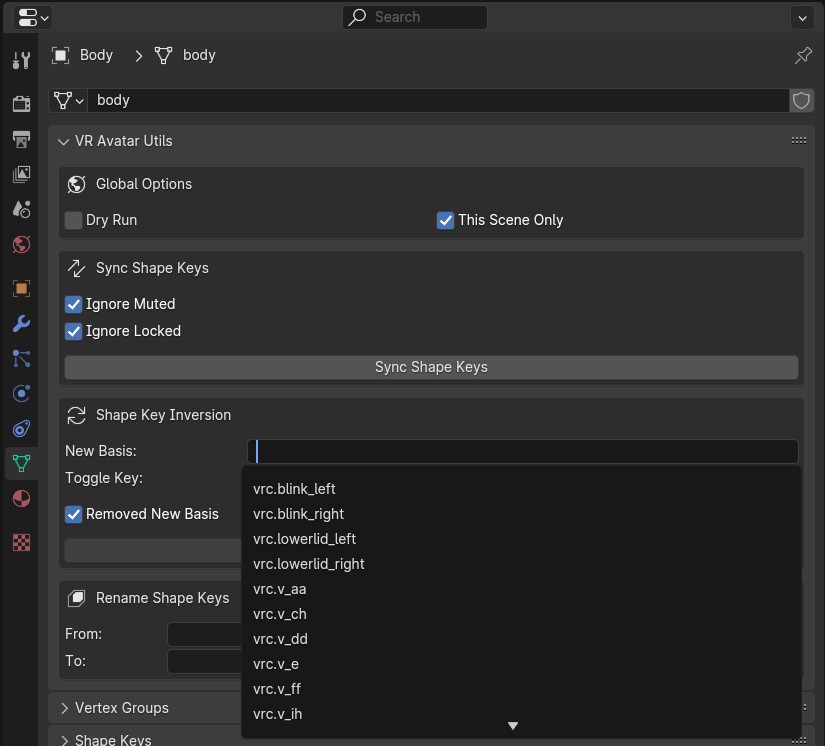 Search
Body body
body
VR Avatar Utils
Global Options
Dry Run This Scene Only
Sync Shape Keys
Ignore Muted
Ignore Locked
Sync Shape Keys
Shape Key Inversion
New Basis:
Toggle Key:
vrc.blink_left
Removed New Basis
vrc.blink_right
vrc.lowerlid_left
vrc.lowerlid_right
vrc.v_aa
vrc.v_ch
vrc.v_dd
vrc.v_e
vrc.v_ff
vrc.v_ih
Rename Shape Keys
From:
To:
Vertex Groups
Shape Keys